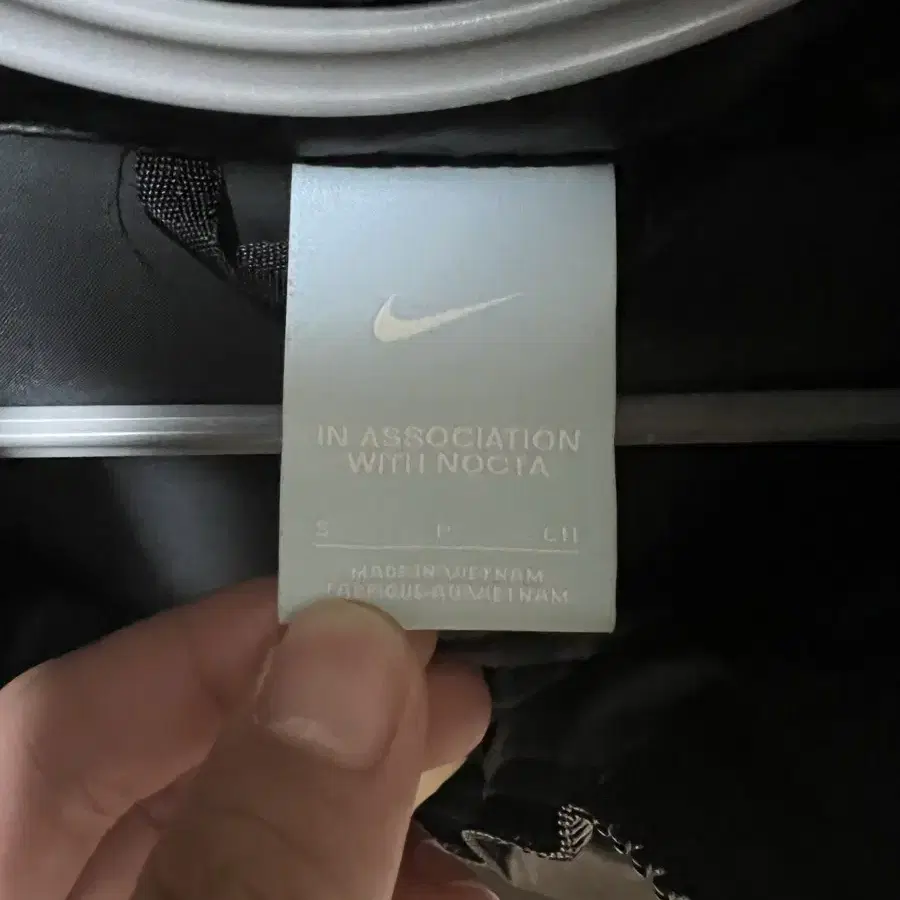 IN ASSOCIATION
WITH NOCTA
S P CH
MADE IN VIETNAM
FABRIQUÉ AU VIETNAM